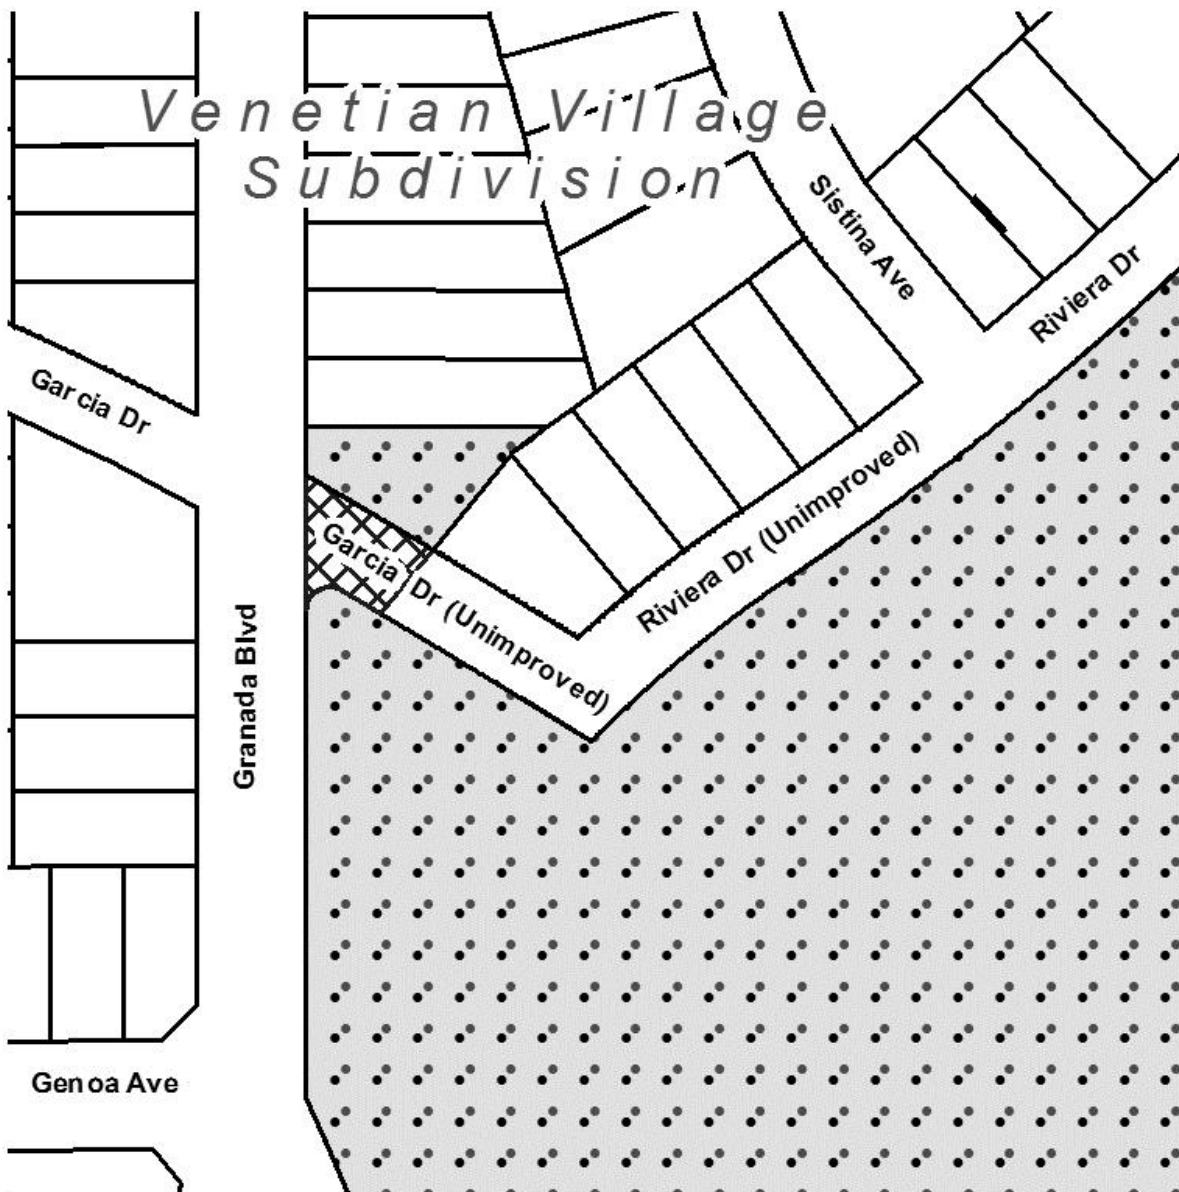 Venetian Village
Subdivision
Sistina Ave
Riviera Dr
Garcia Dr
Riviera Dr (Unimproved)
Garcia Dr (Unimproved)
Granada Blvd
Genoa Ave